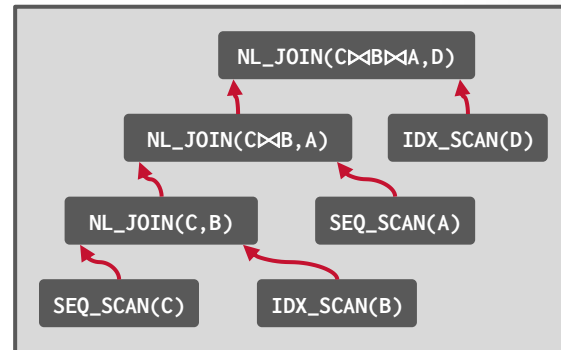 NL_JOIN(C⨝B⨝A,D)
NL_JOIN(C⨝B,A)
IDX_SCAN(D)
NL_JOIN(C,B)
SEQ_SCAN(A)
SEQ_SCAN(C)
IDX_SCAN(B)